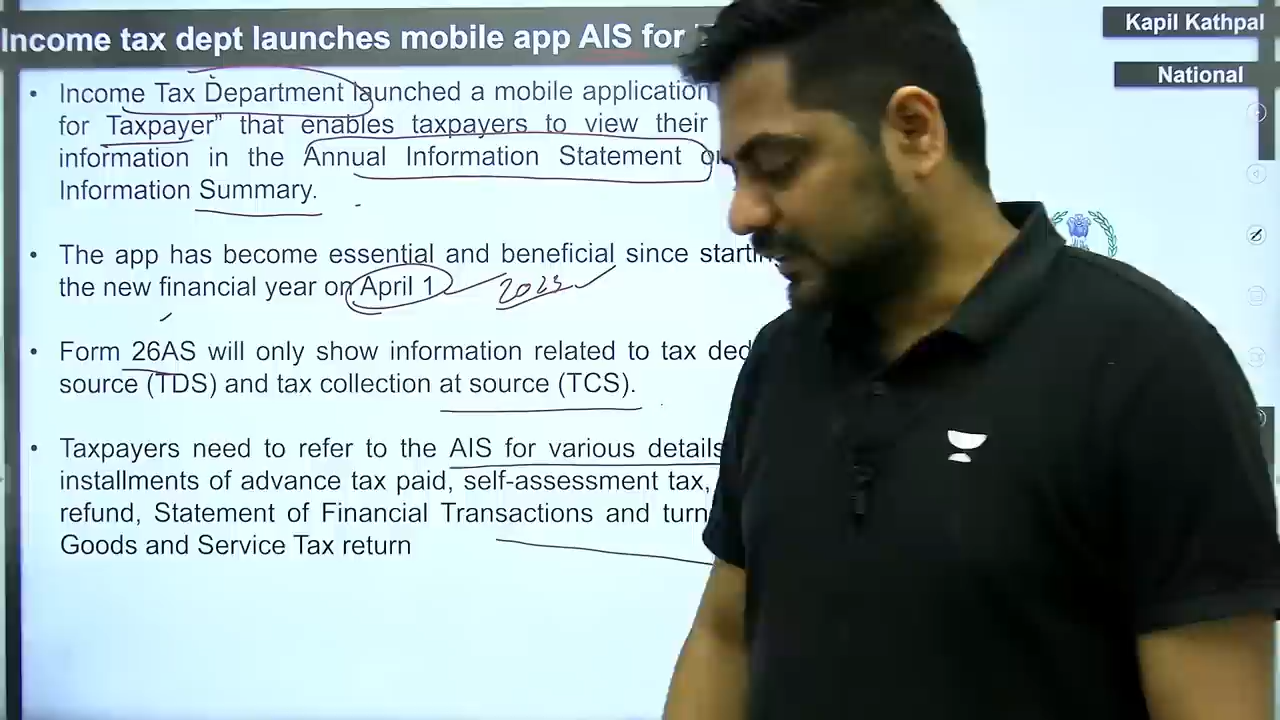 Income tax dept launches mobile app AIS for
Kapil Kathpal
National
• Income Tax Department launched a mobile application
for Taxpayer” that enables taxpayers to view their
information in the Annual Information Statement
Information Summary.
• The app has become essential and beneficial since
the new financial year on April 1 2023
• Form 26AS will only show information related to tax
source (TDS) and tax collection at source (TCS).
• Taxpayers need to refer to the AIS for various details
installments of advance tax paid, self-assessment tax,
refund, Statement of Financial Transactions and
Goods and Service Tax return